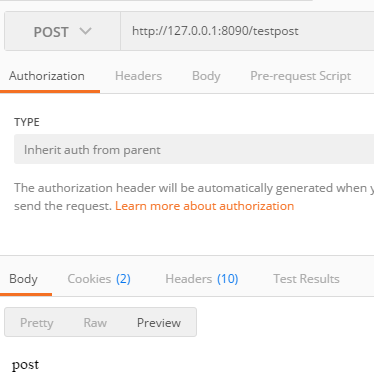 POST http://127.0.0.1:8090/testpost
Authorization Headers Body Pre-request Script
TYPE
Inherit auth from parent
The authorization header will be automatically generated when y
send the request. Learn more about authorization
Body Cookies (2) Headers (10) Test Results
Pretty Raw Preview
post